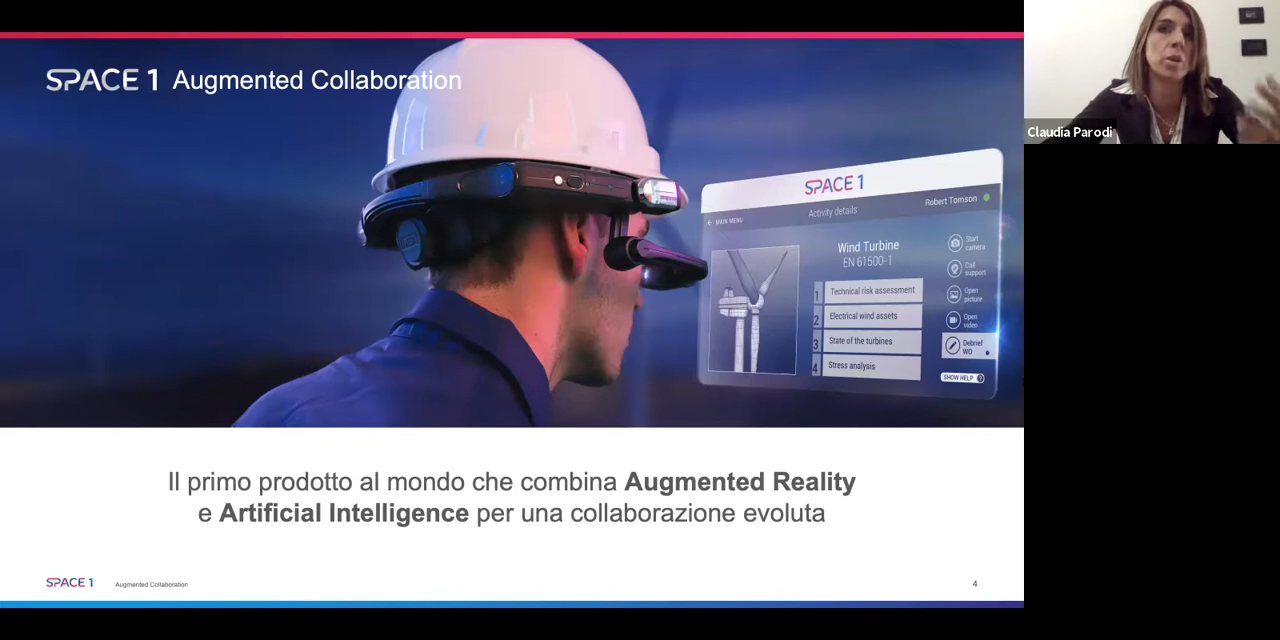 SPACE 1 Augmented Collaboration
Claudia Parodi
SPACE 1
MAIN MENU
Activity details
Robert Tomson
Wind Turbine
EN 61500-1
1 Technical risk assessment
2 Electrical wind assets
3 State of the turbines
4 Stress analysis
Start
camera
Call
support
Open
picture
Open
video
Debrief
WO
SHOW HELP ?
Il primo prodotto al mondo che combina Augmented Reality
e Artificial Intelligence per una collaborazione evoluta
SPACE 1 Augmented Collaboration
4